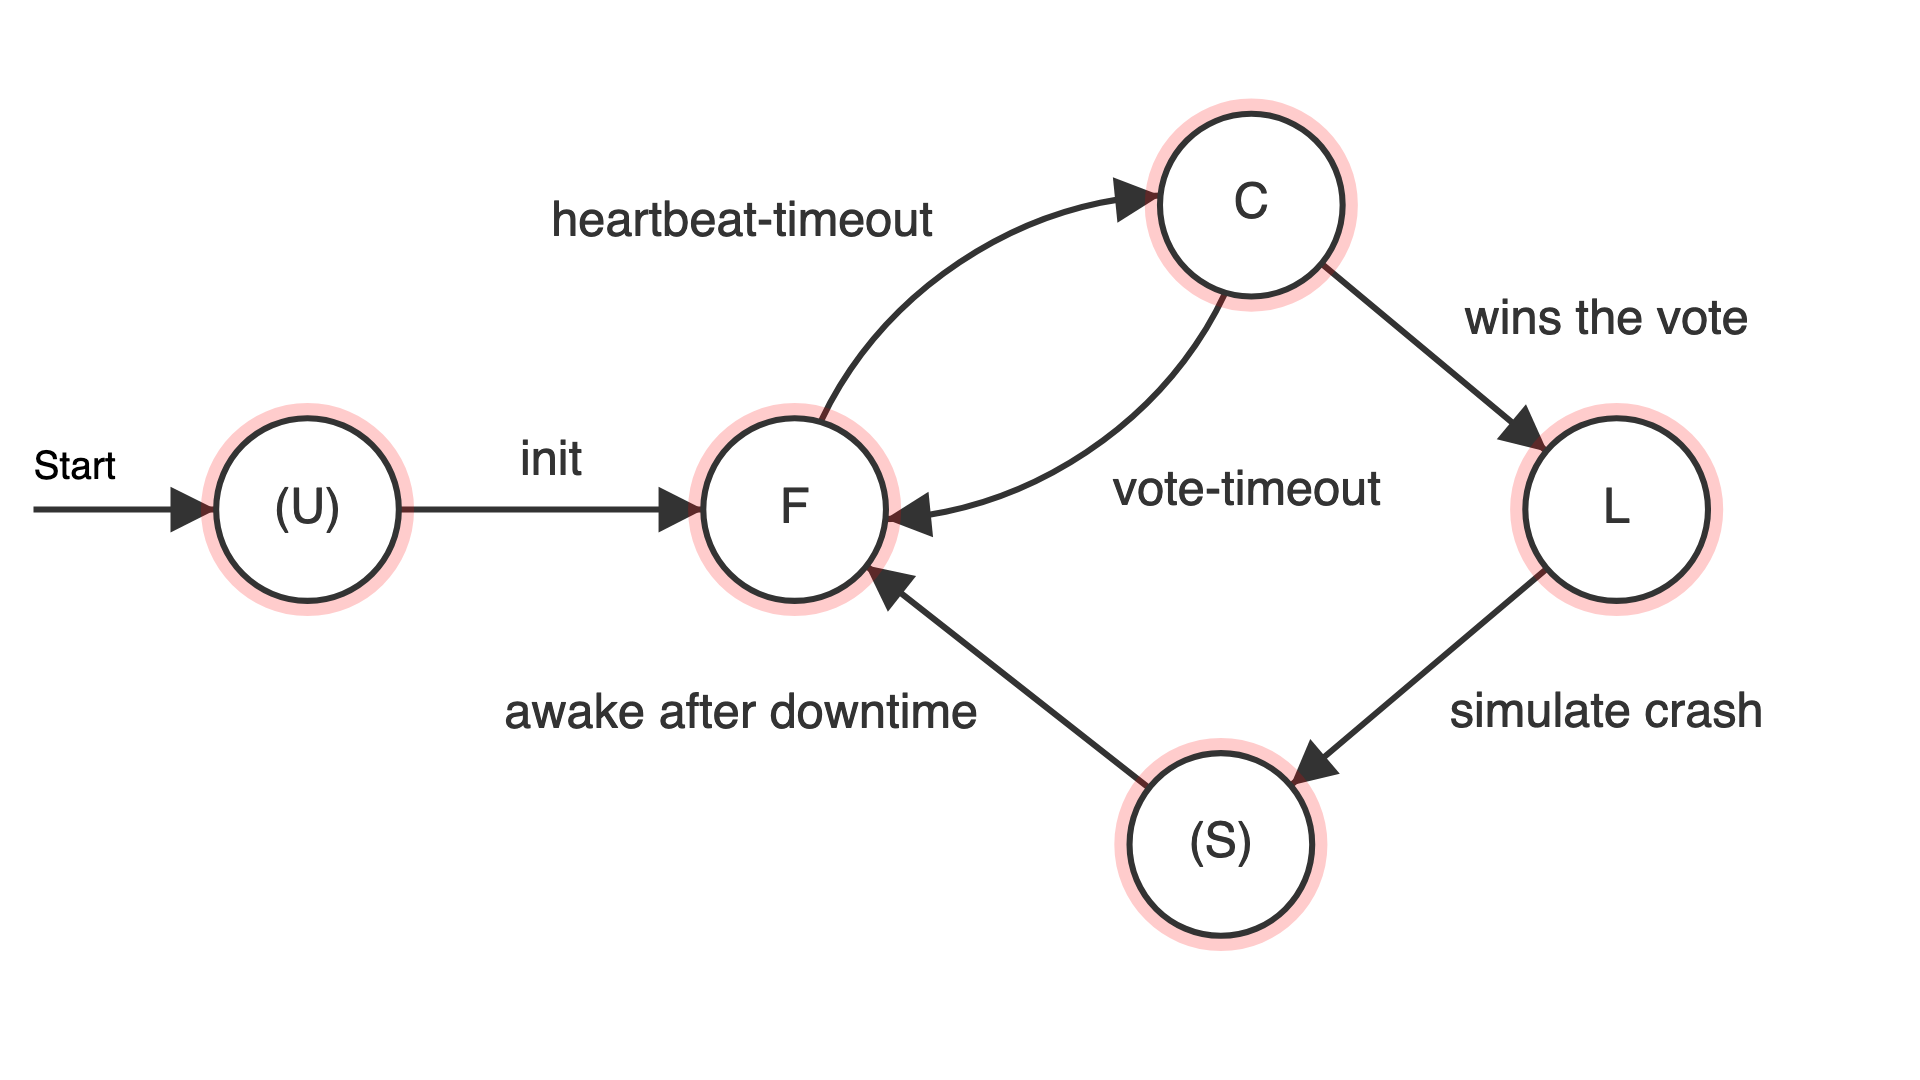 C
heartbeat-timeout
wins the vote
Start
init
(U)
F
vote-timeout
L
awake after downtime
simulate crash
(S)